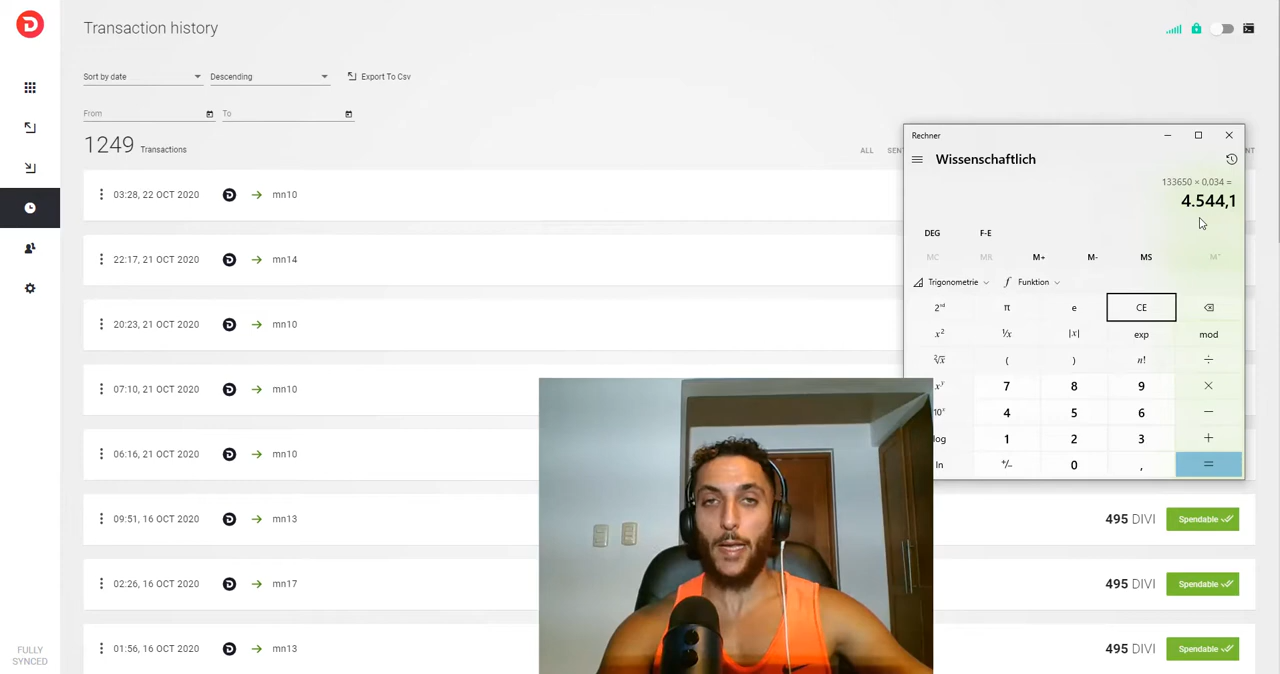 Transaction history
Sort by date Descending Export To Csv
From To
1249 Transactions
ALL
03:28, 22 OCT 2020 mn10
22:17, 21 OCT 2020 mn14
20:23, 21 OCT 2020 mn10
07:10, 21 OCT 2020 mn10
06:16, 21 OCT 2020 mn10
09:51, 16 OCT 2020 mn13 495 DIVI Spendable
02:26, 16 OCT 2020 mn17 495 DIVI Spendable
01:56, 16 OCT 2020 mn13 495 DIVI Spendable
FULLY
SYNCED
Rechner
Wissenschaftlich
133650 × 0,034 =
4.544,1
DEG F-E
MC MR M+ M- MS M˅
Trigonometrie f Funktion
2ⁿᵈ π e CE
x² ¹⁄x |x| exp mod
²√x ( ) n! ÷
xʸ 7 8 9 ×
10ˣ 4 5 6 −
log 1 2 3 +
ln +/− 0 , =